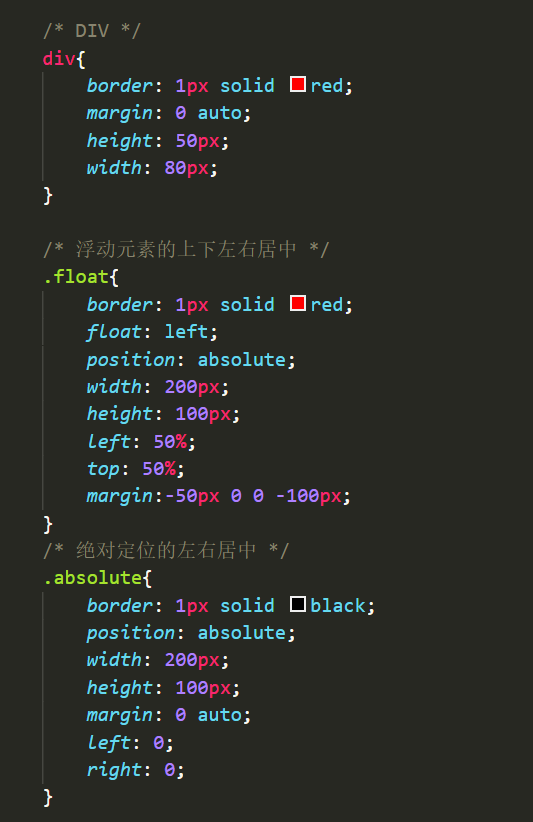 /* DIV */
div{
    border: 1px solid red;
    margin: 0 auto;
    height: 50px;
    width: 80px;
}

/* 浮动元素的上下左右居中 */
.float{
    border: 1px solid red;
    float: left;
    position: absolute;
    width: 200px;
    height: 100px;
    left: 50%;
    top: 50%;
    margin:-50px 0 0 -100px;
}
/* 绝对定位的左右居中 */
.absolute{
    border: 1px solid black;
    position: absolute;
    width: 200px;
    height: 100px;
    margin: 0 auto;
    left: 0;
    right: 0;
}